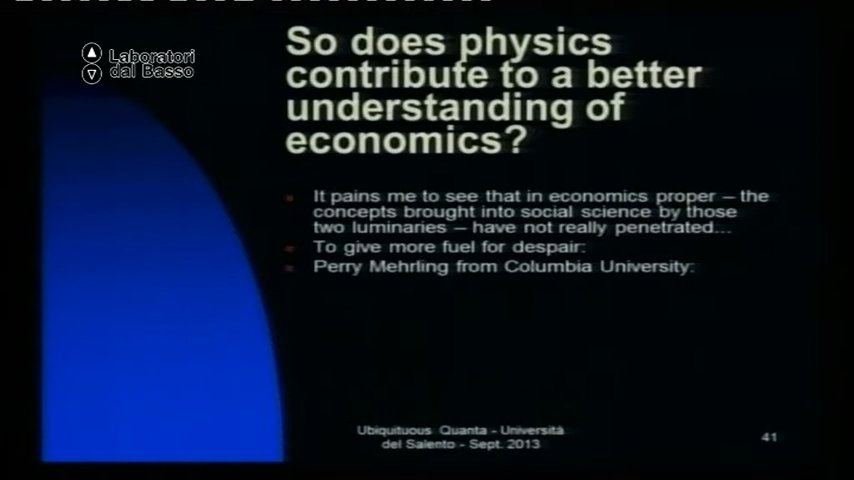 Laboratori
dal Basso
So does physics
contribute to a better
understanding of
economics?
It pains me to see that in economics proper – the
concepts brought into social science by those
two luminaries – have not really penetrated...
To give more fuel for despair:
Perry Mehrling from Columbia University:
Ubiquituous Quanta - Università
del Salento - Sept. 2013
41